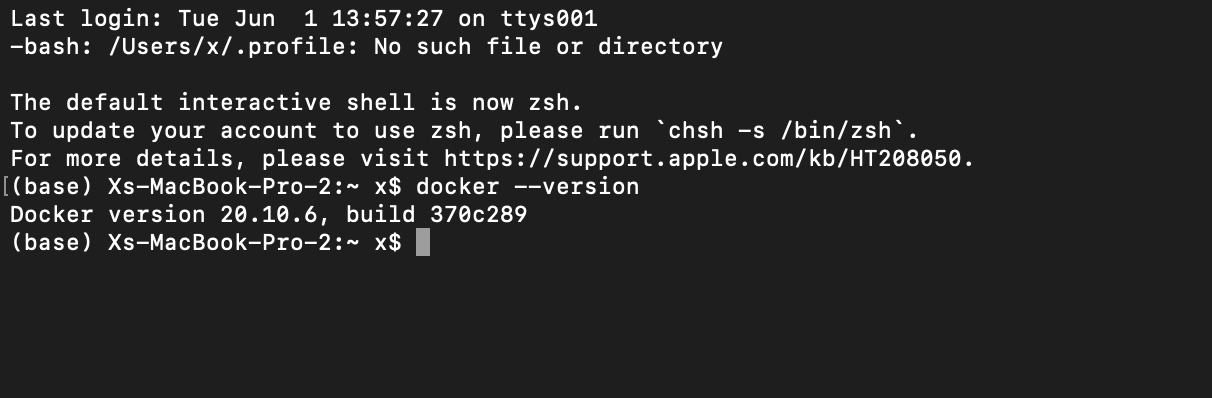 Last login: Tue Jun  1 13:57:27 on ttys001
-bash: /Users/x/.profile: No such file or directory
The default interactive shell is now zsh.
To update your account to use zsh, please run `chsh -s /bin/zsh`.
For more details, please visit https://support.apple.com/kb/HT208050.
[(base) Xs-MacBook-Pro-2:~ x$ docker --version
Docker version 20.10.6, build 370c289
(base) Xs-MacBook-Pro-2:~ x$